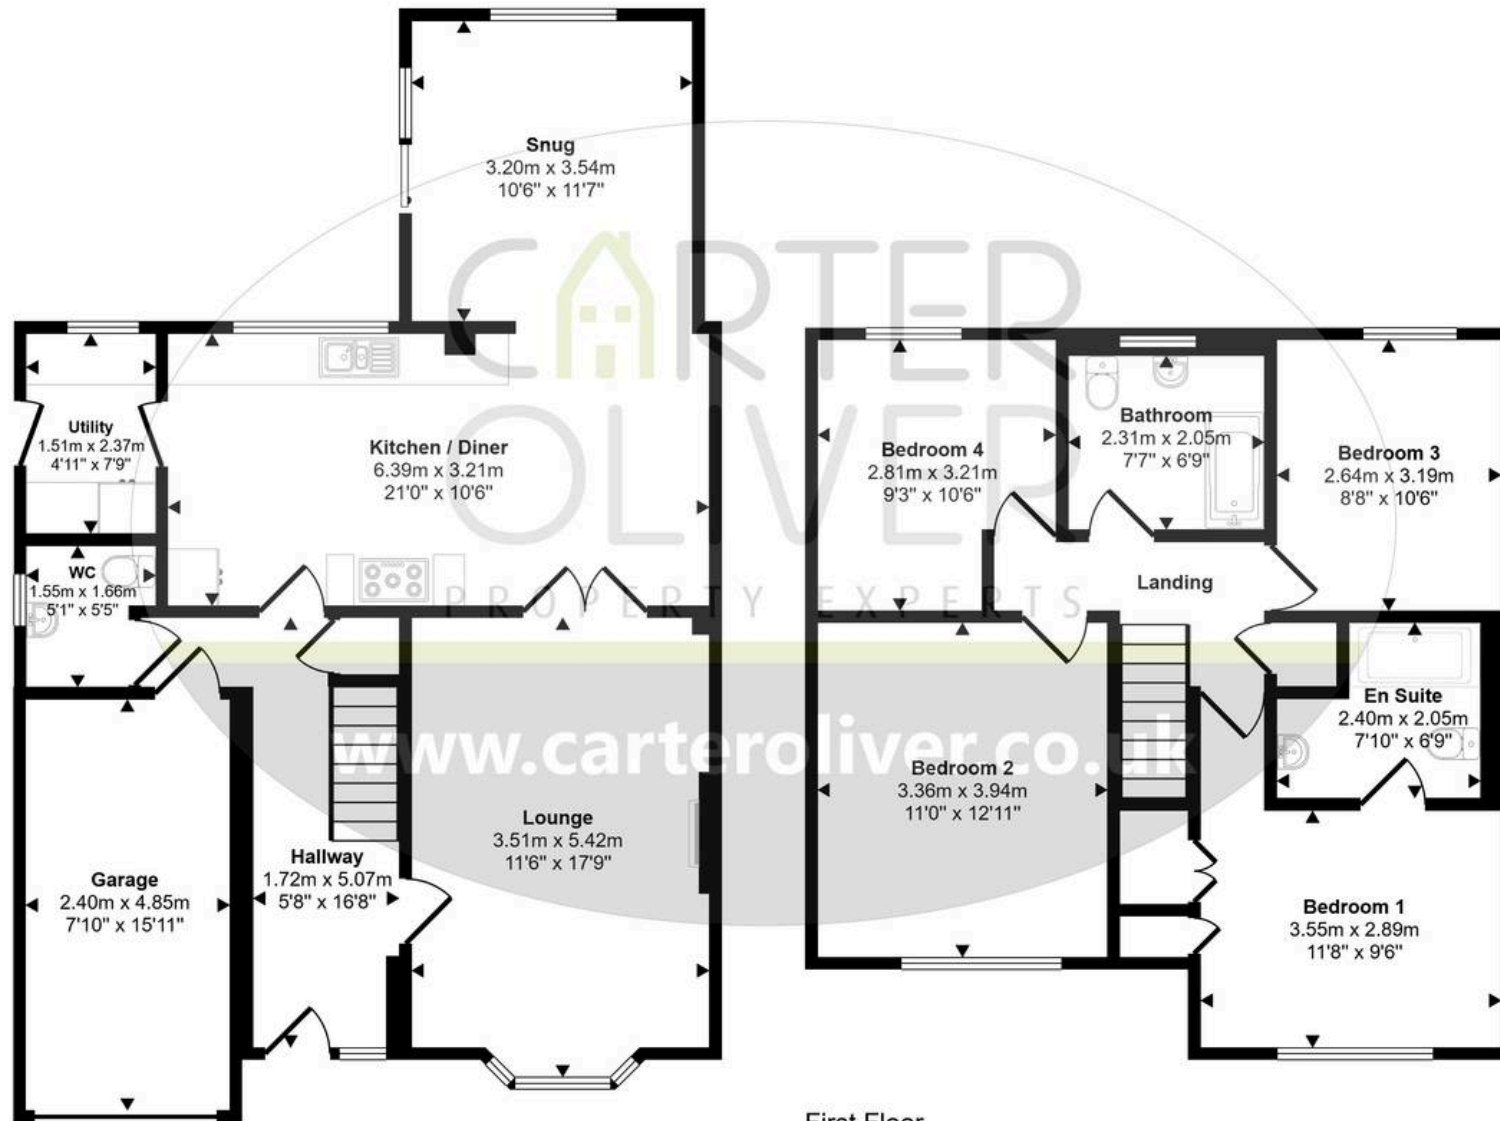 Snug
3.20m x 3.54m
10'6" x 11'7"
CARTER
OLIVER
PROPERTY EXPERTS
www.carteroliver.co.uk
Utility
1.51m x 2.37m
4'11" x 7'9"
Kitchen / Diner
6.39m x 3.21m
21'0" x 10'6"
WC
1.55m x 1.66m
5'1" x 5'5"
Lounge
3.51m x 5.42m
11'6" x 17'9"
Hallway
1.72m x 5.07m
5'8" x 16'8"
Garage
2.40m x 4.85m
7'10" x 15'11"
Bedroom 4
2.81m x 3.21m
9'3" x 10'6"
Bathroom
2.31m x 2.05m
7'7" x 6'9"
Bedroom 3
2.64m x 3.19m
8'8" x 10'6"
Landing
En Suite
2.40m x 2.05m
7'10" x 6'9"
Bedroom 2
3.36m x 3.94m
11'0" x 12'11"
Bedroom 1
3.55m x 2.89m
11'8" x 9'6"
First Floor